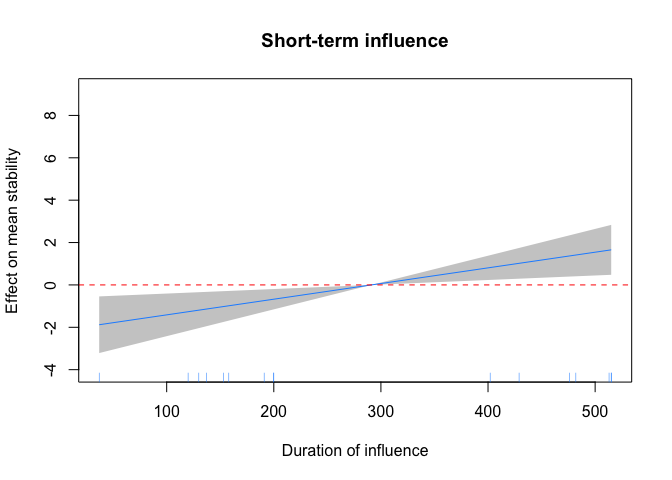 Short-term influence
Effect on mean stability
8
6
4
2
0
-2
-4
100 200 300 400 500
Duration of influence